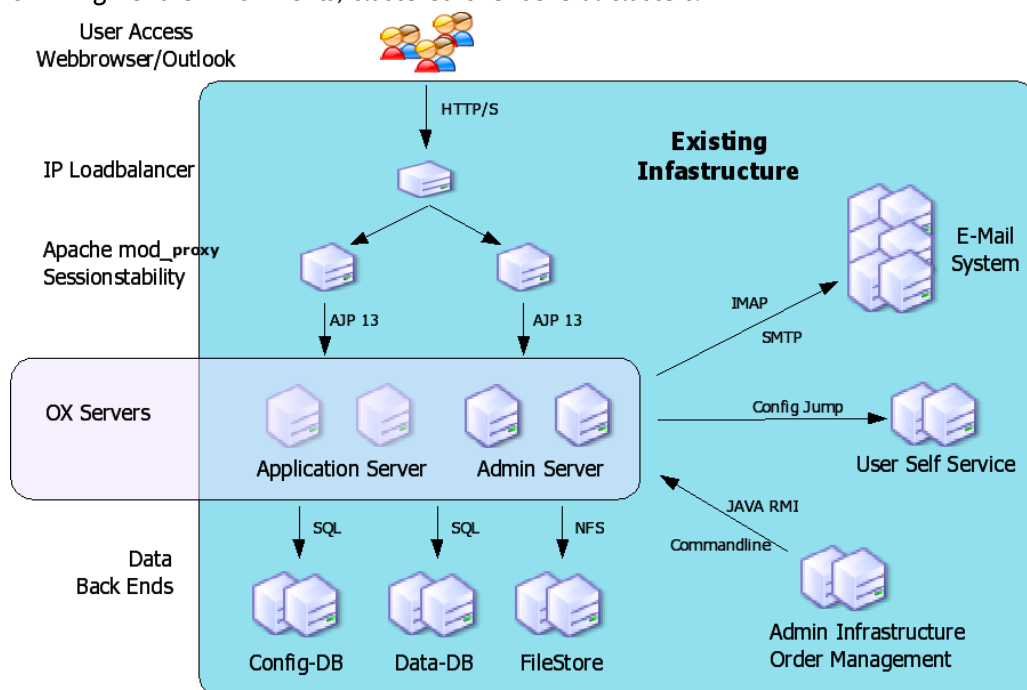 User Access
Webbrowser/Outlook
HTTP/S
Existing
Infastructure
IP Loadbalancer
Apache mod_proxy
Sessionstability
E-Mail
System
IMAP
SMTP
AJP 13
AJP 13
OX Servers
Application Server
Admin Server
Config Jump
User Self Service
JAVA RMI
Commandline
SQL
SQL
NFS
Data
Back Ends
Config-DB
Data-DB
FileStore
Admin Infrastructure
Order Management